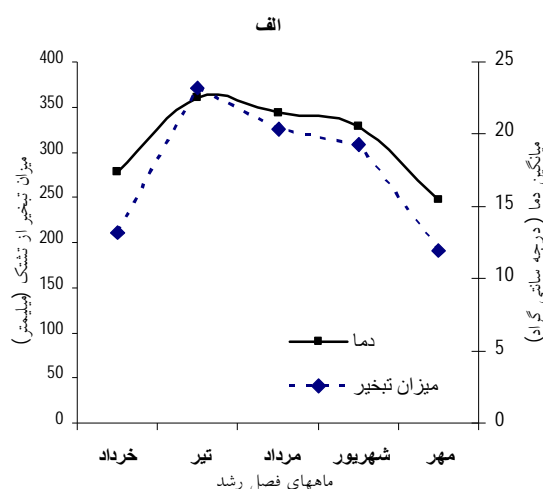 الف
400
350
300
250
200
150
100
50
0
میزان تبخیر از تشتک (میلیمتر)
25
20
15
10
5
0
میانگین دما (درجه سانتی گراد)
دما
میزان تبخیر
خرداد تیر مرداد شهریور مهر
ماههای فصل رشد